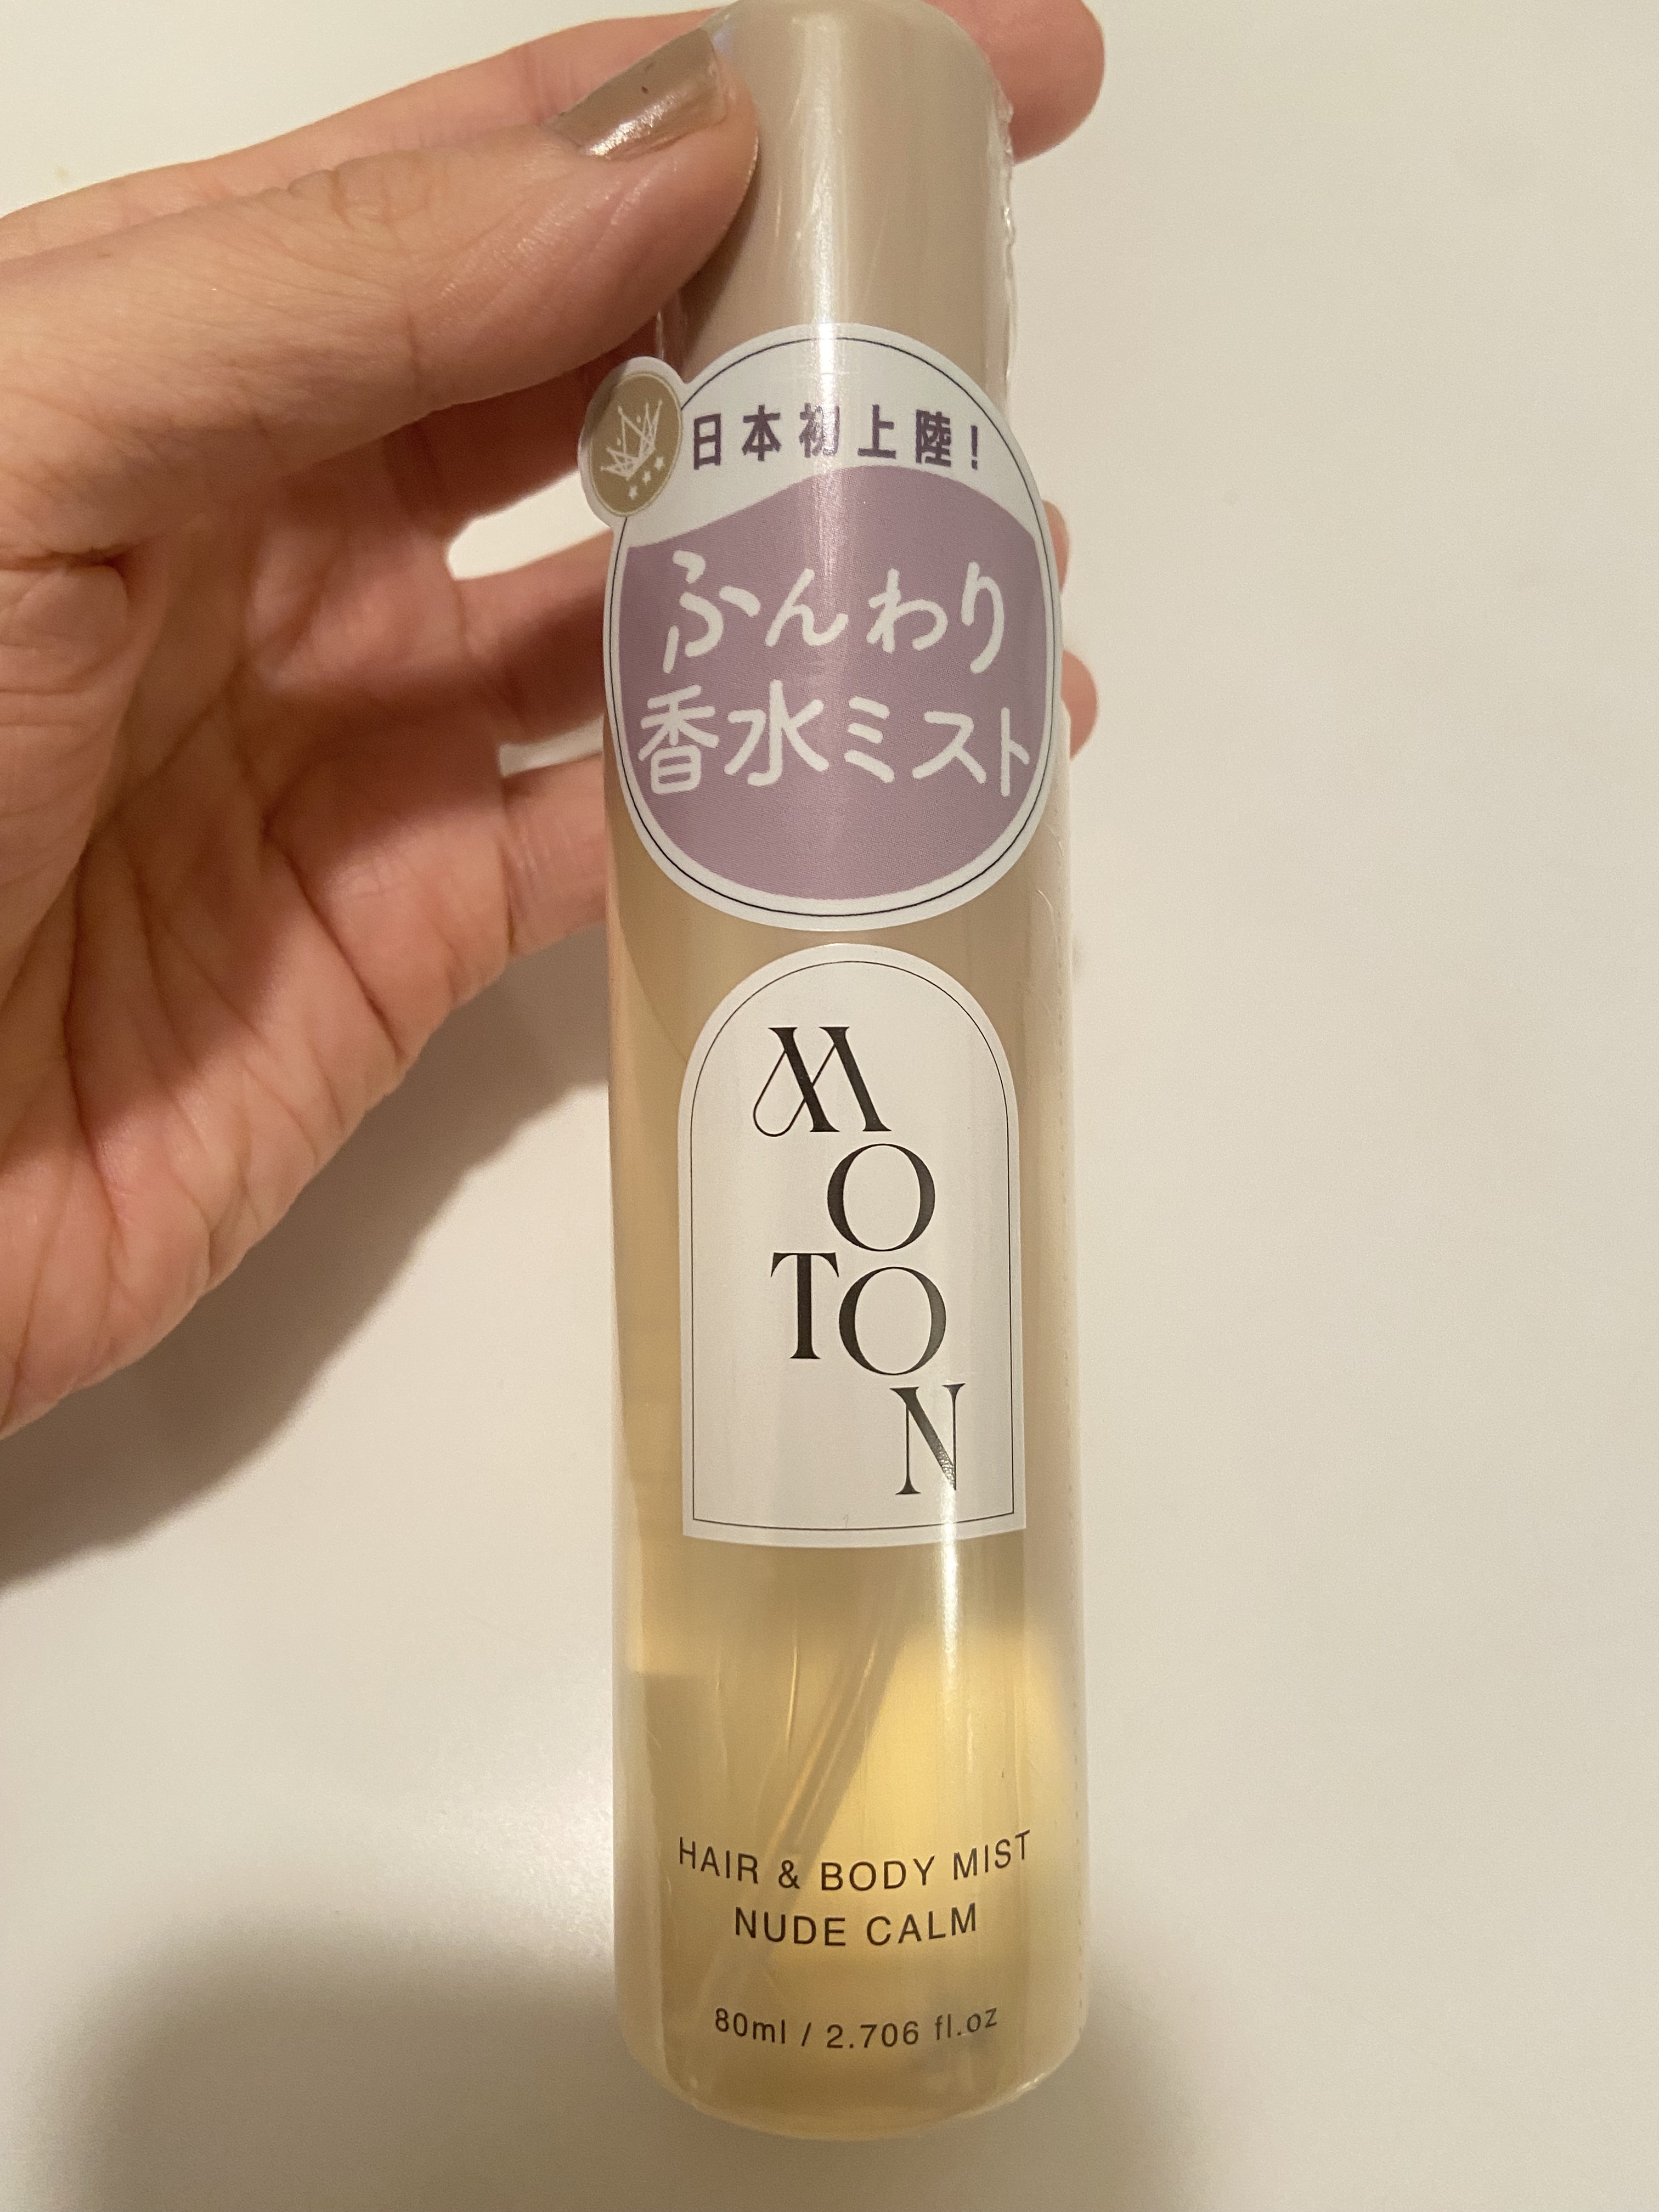 日本初上陸!
ふんわり
香水ミスト
M
O
TO
N
HAIR & BODY MIST
NUDE CALM
80ml / 2.706 fl.oz